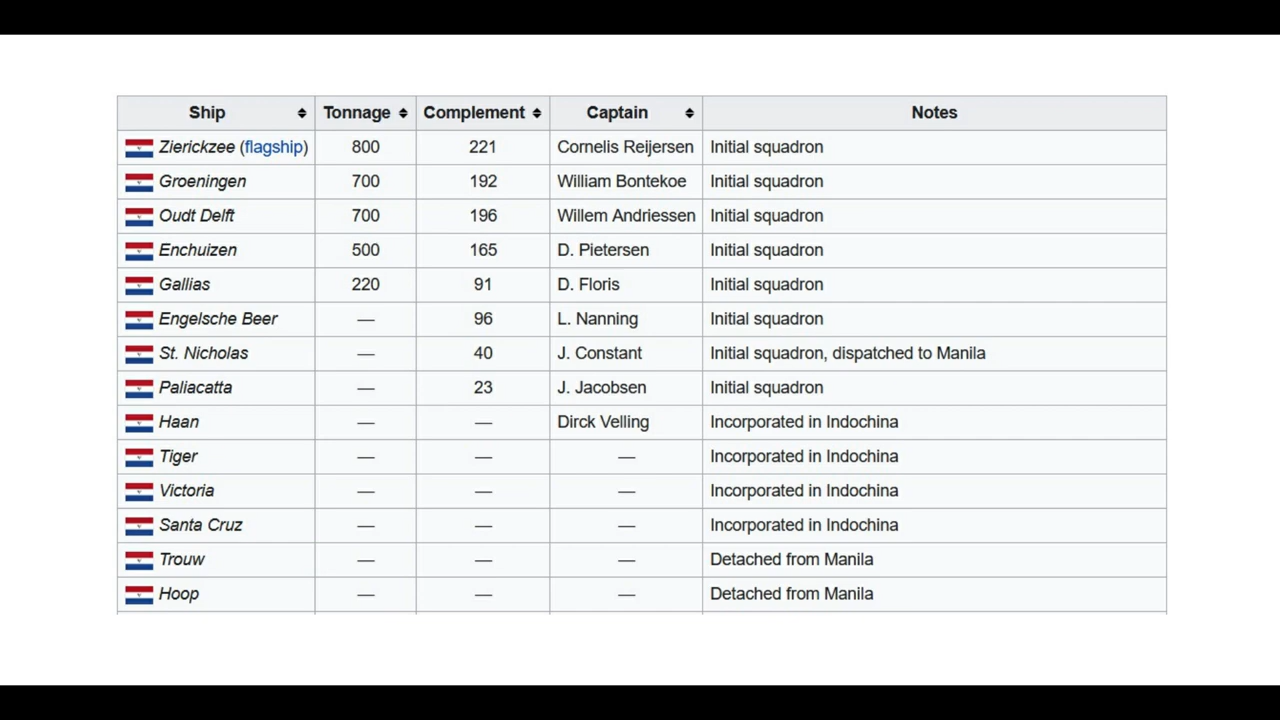 Ship Tonnage Complement Captain Notes
Zierickzee (flagship) 800 221 Cornelis Reijersen Initial squadron
Groeningen 700 192 William Bontekoe Initial squadron
Oudt Delft 700 196 Willem Andriessen Initial squadron
Enchuizen 500 165 D. Pietersen Initial squadron
Gallias 220 91 D. Floris Initial squadron
Engelsche Beer — 96 L. Nanning Initial squadron
St. Nicholas — 40 J. Constant Initial squadron, dispatched to Manila
Paliacatta — 23 J. Jacobsen Initial squadron
Haan — — Dirck Velling Incorporated in Indochina
Tiger — — — Incorporated in Indochina
Victoria — — — Incorporated in Indochina
Santa Cruz — — — Incorporated in Indochina
Trouw — — — Detached from Manila
Hoop — — — Detached from Manila